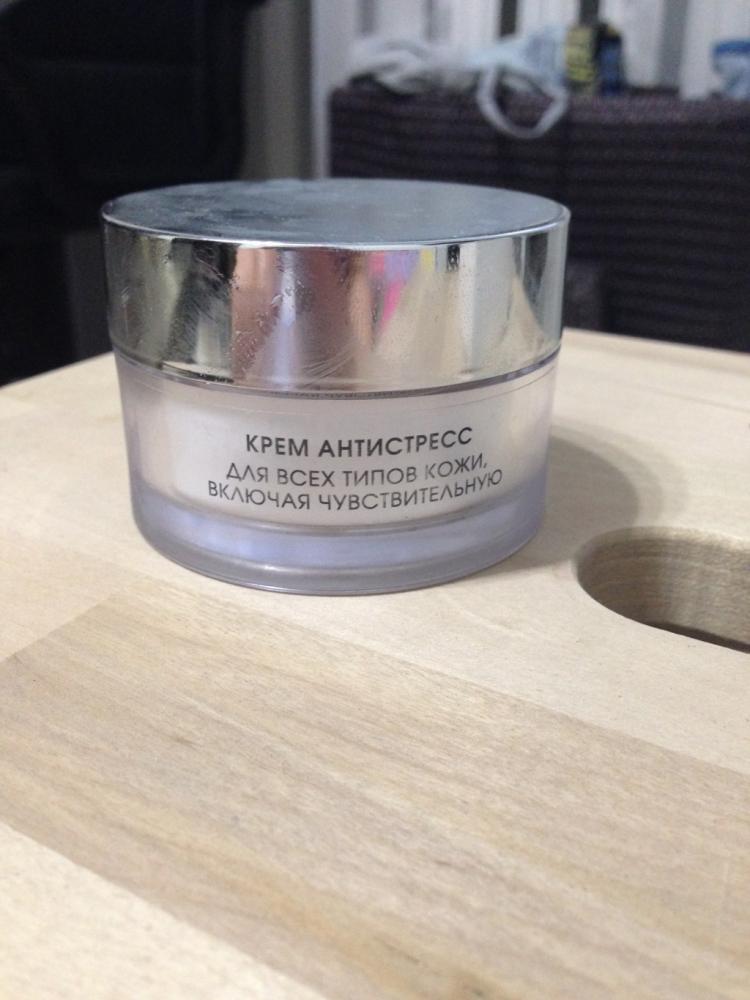 КРЕМ АНТИСТРЕСС
ДЛЯ ВСЕХ ТИПОВ КОЖИ,
ВКЛЮЧАЯ ЧУВСТВИТЕЛЬНУЮ